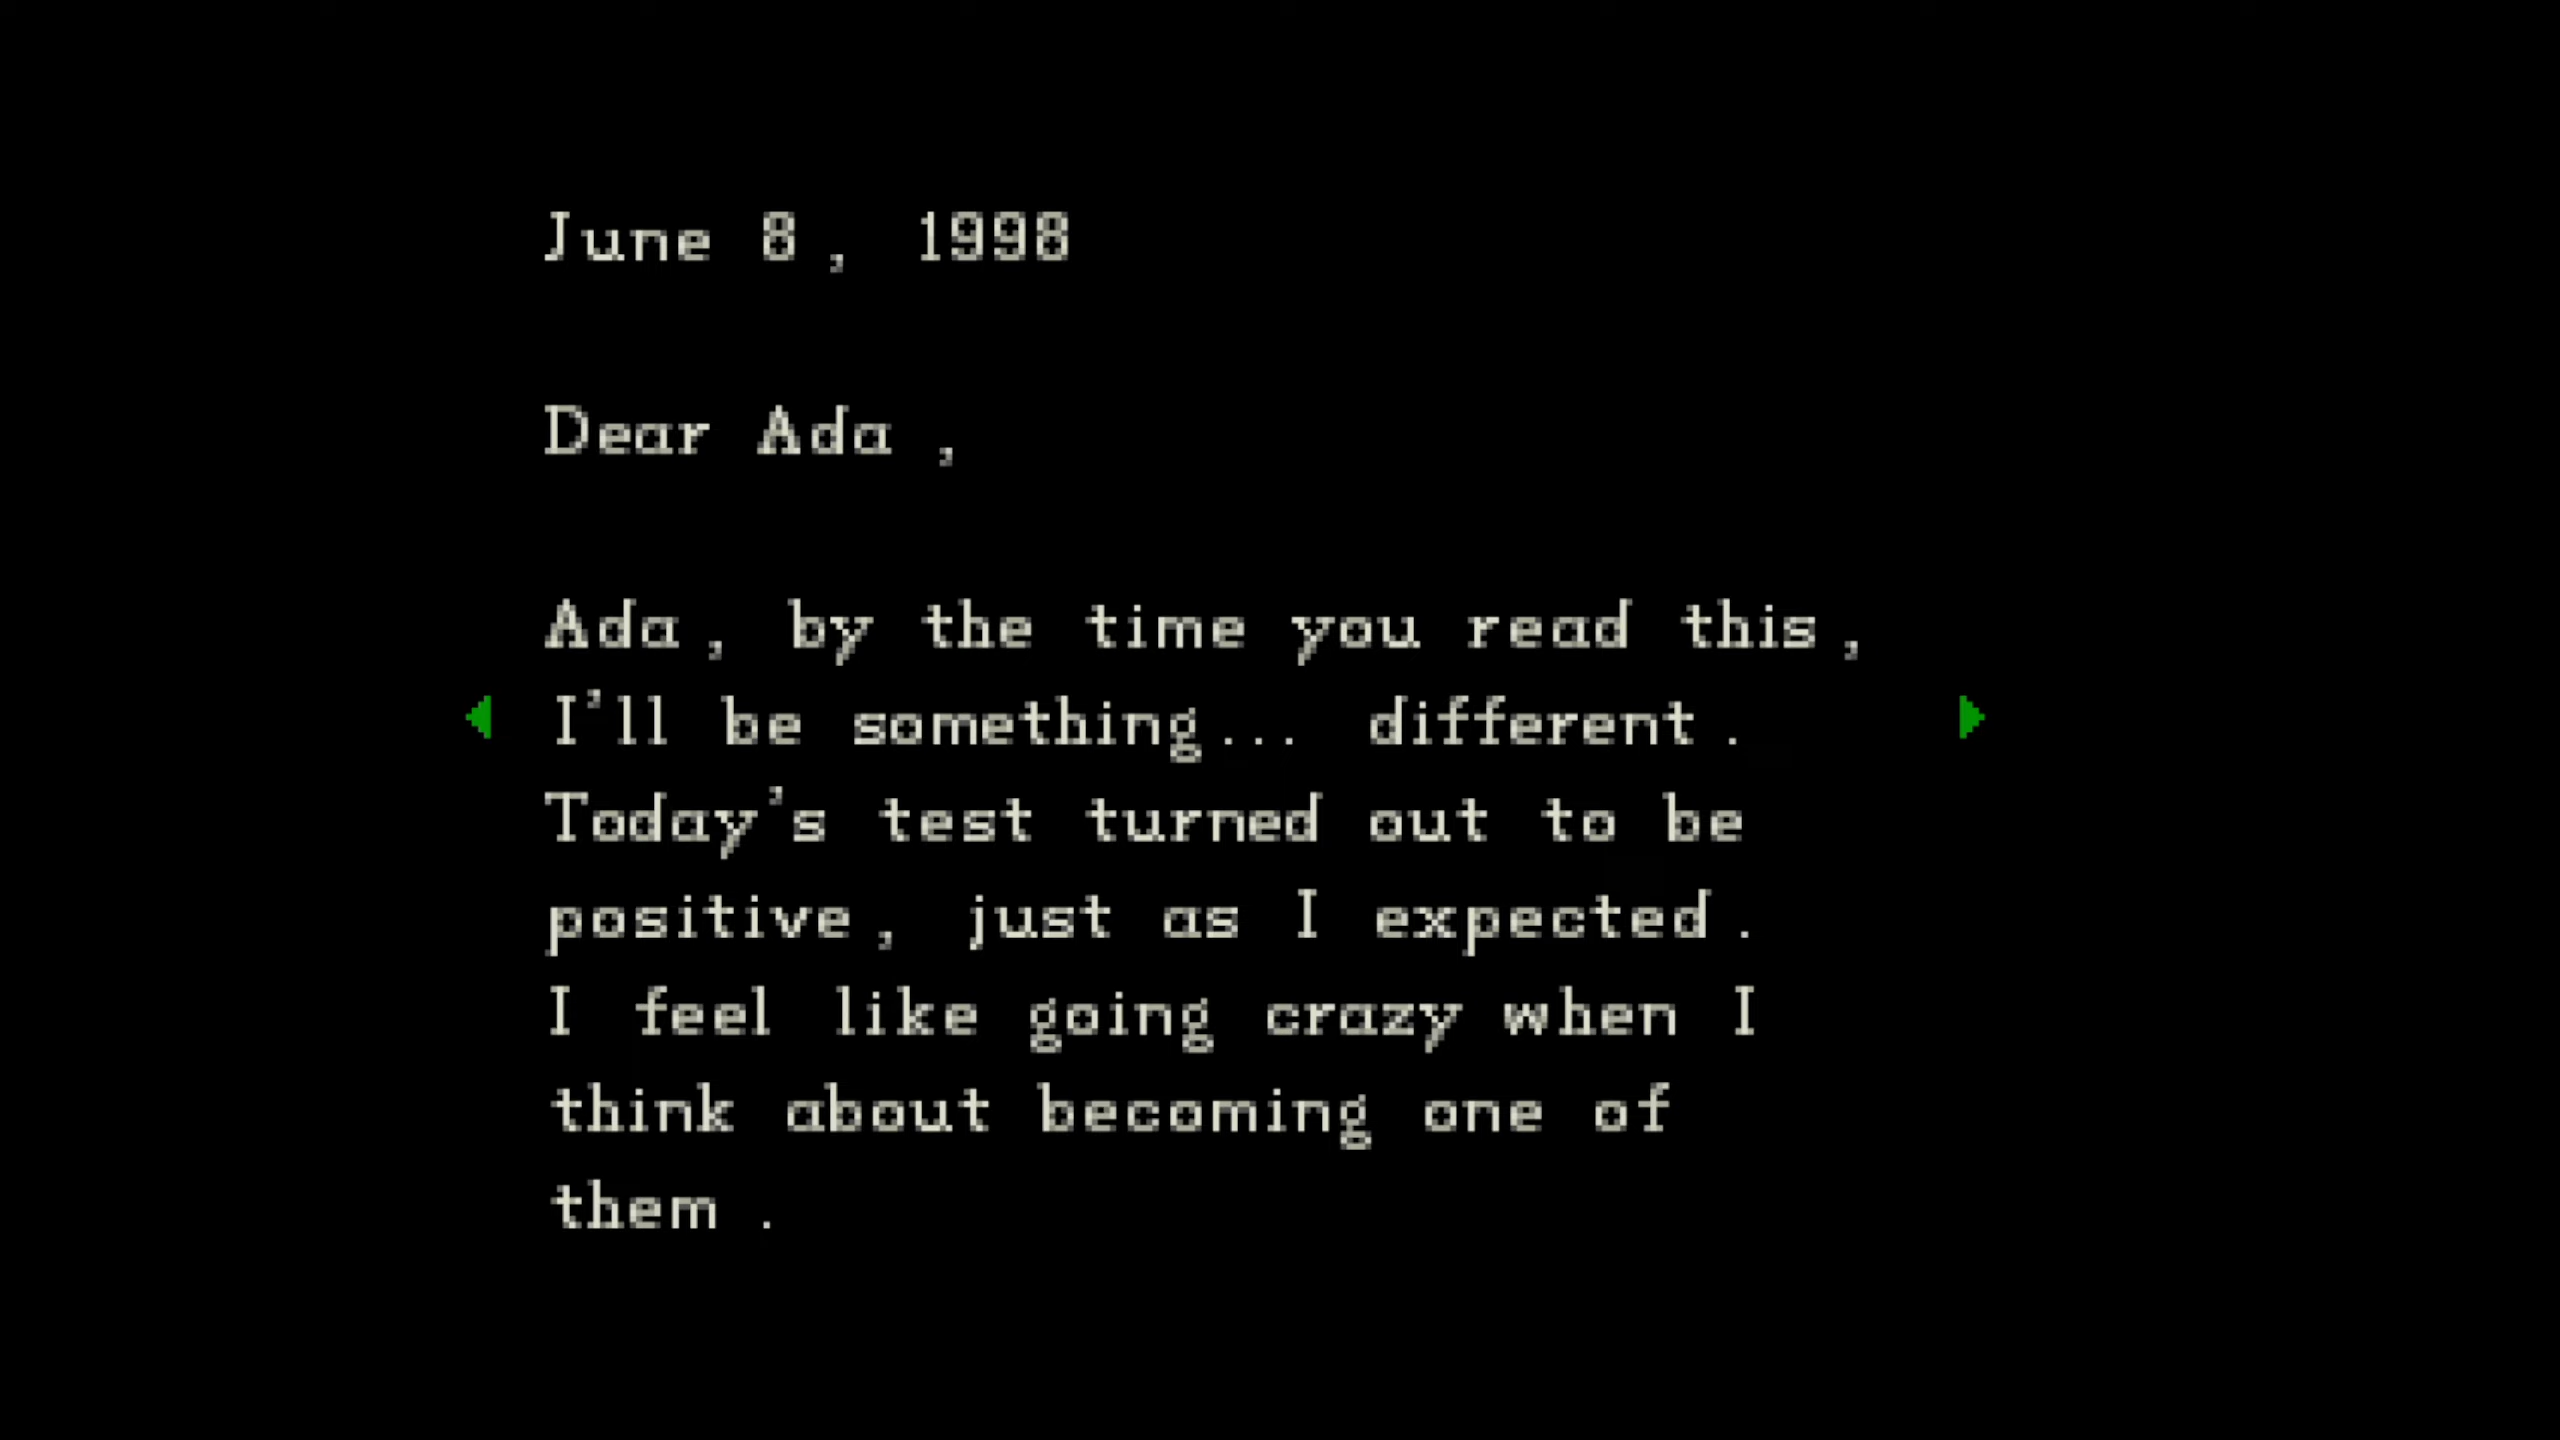 June 8, 1998
Dear Ada,
Ada, by the time you read this,
I'll be something... different.
Today's test turned out to be
positive, just as I expected.
I feel like going crazy when I
think about becoming one of
them.